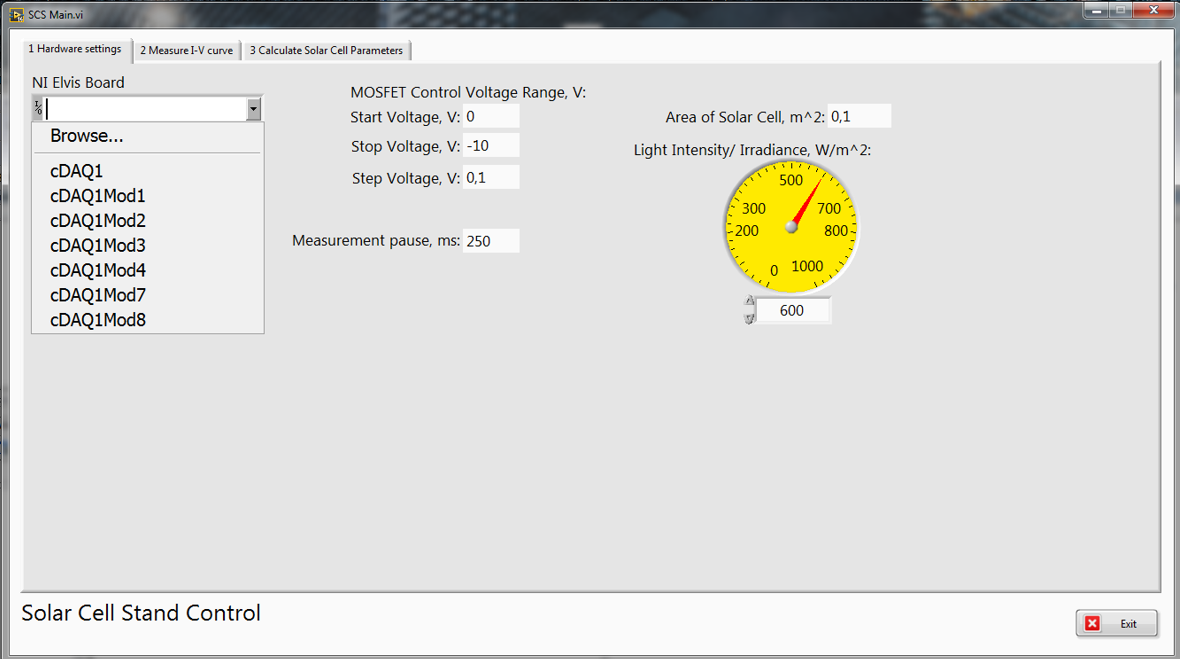 SCS Main.vi
1 Hardware settings
2 Measure I-V curve
3 Calculate Solar Cell Parameters
NI Elvis Board
I/O
Browse...
cDAQ1
cDAQ1Mod1
cDAQ1Mod2
cDAQ1Mod3
cDAQ1Mod4
cDAQ1Mod7
cDAQ1Mod8
MOSFET Control Voltage Range, V:
Start Voltage, V: 0
Stop Voltage, V: -10
Step Voltage, V: 0,1
Measurement pause, ms: 250
Area of Solar Cell, m^2: 0,1
Light Intensity/ Irradiance, W/m^2:
500
300 700
200 800
0 1000
600
Solar Cell Stand Control
Exit